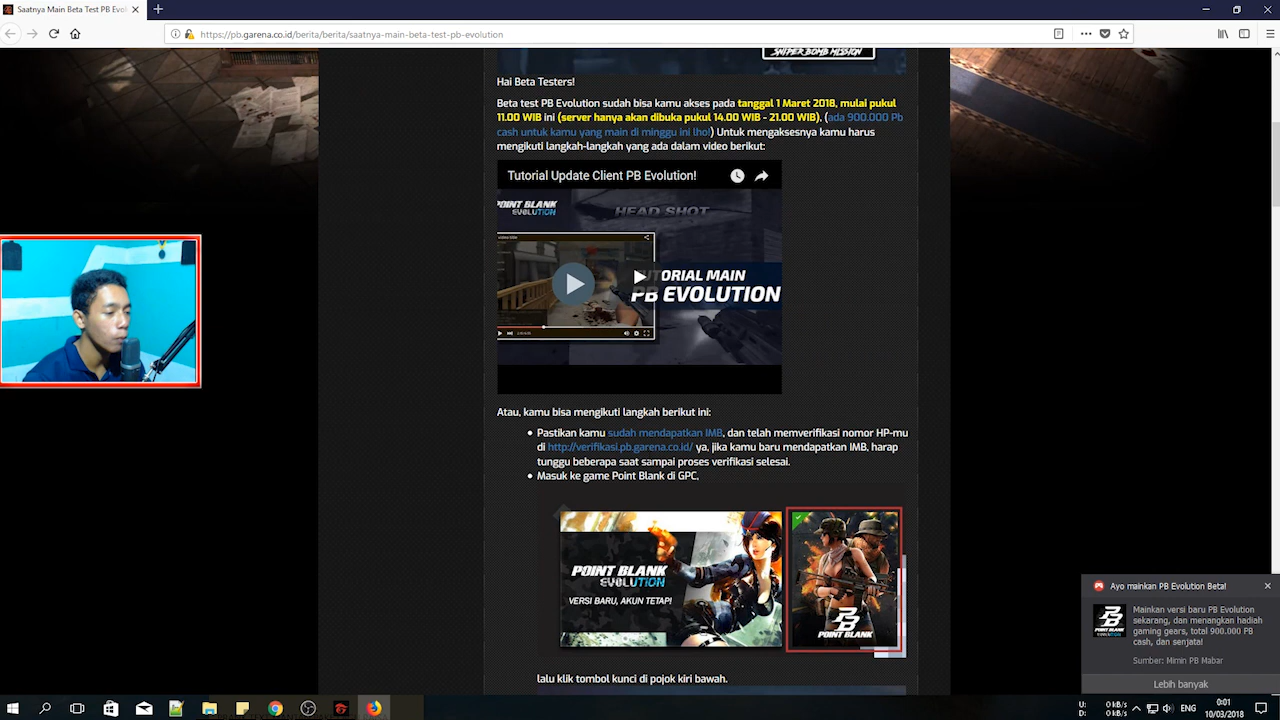 Saatnya Main Beta Test PB Evol
https://pb.garena.co.id/berita/berita/saatnya-main-beta-test-pb-evolution
SNIPER BOMB MISSION
Hai Beta Testers!
Beta test PB Evolution sudah bisa kamu akses pada tanggal 1 Maret 2018, mulai pukul
11.00 WIB ini (server hanya akan dibuka pukul 14.00 WIB - 21.00 WIB), (ada 900.000 Pb
cash untuk kamu yang main di minggu ini lho!) Untuk mengaksesnya kamu harus
mengikuti langkah-langkah yang ada dalam video berikut:
Tutorial Update Client PB Evolution!
POINT BLANK
EVOLUTION
HEAD SHOT
TUTORIAL MAIN
PB EVOLUTION
Atau, kamu bisa mengikuti langkah berikut ini:
Pastikan kamu sudah mendapatkan IMB, dan telah memverifikasi nomor HP-mu
di http://verifikasi.pb.garena.co.id/ ya, jika kamu baru mendapatkan IMB, harap
tunggu beberapa saat sampai proses verifikasi selesai.
Masuk ke game Point Blank di GPC,
POINT BLANK
EVOLUTION
VERSI BARU, AKUN TETAP!
PB
POINT BLANK
lalu klik tombol kunci di pojok kiri bawah.
Ayo mainkan PB Evolution Beta!
PB
POINT BLANK
Mainkan versi baru PB Evolution
sekarang, dan menangkan hadiah
gaming gears, total 900.000 PB
cash, dan senjata!
Sumber: Mimin PB Mabar
Lebih banyak
U: 0 kB/s
D: 0 kB/s
ENG
0:01
10/03/2018